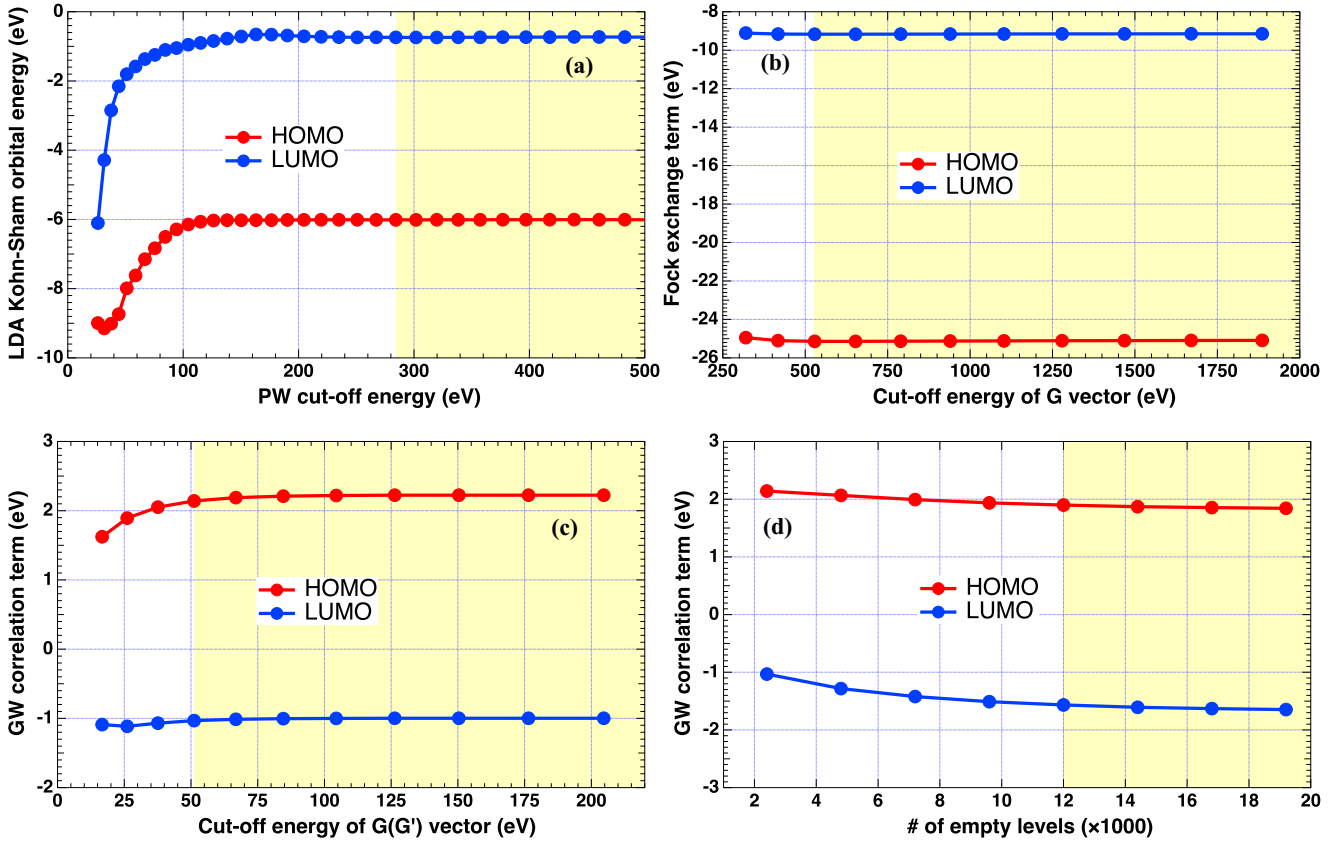 LDA Kohn-Sham orbital energy (eV)
0
-2
-4
-6
-8
-10
(a)
HOMO
LUMO
0 100 200 300 400 500
PW cut-off energy (eV)
Fock exchange term (eV)
-8
-10
-12
-14
-16
-18
-20
-22
-24
-26
(b)
HOMO
LUMO
250 500 750 1000 1250 1500 1750 2000
Cut-off energy of G vector (eV)
GW correlation term (eV)
3
2
1
0
-1
-2
(c)
HOMO
LUMO
0 25 50 75 100 125 150 175 200
Cut-off energy of G(G') vector (eV)
GW correlation term (eV)
3
2
1
0
-1
-2
-3
(d)
HOMO
LUMO
2 4 6 8 10 12 14 16 18 20
# of empty levels (×1000)